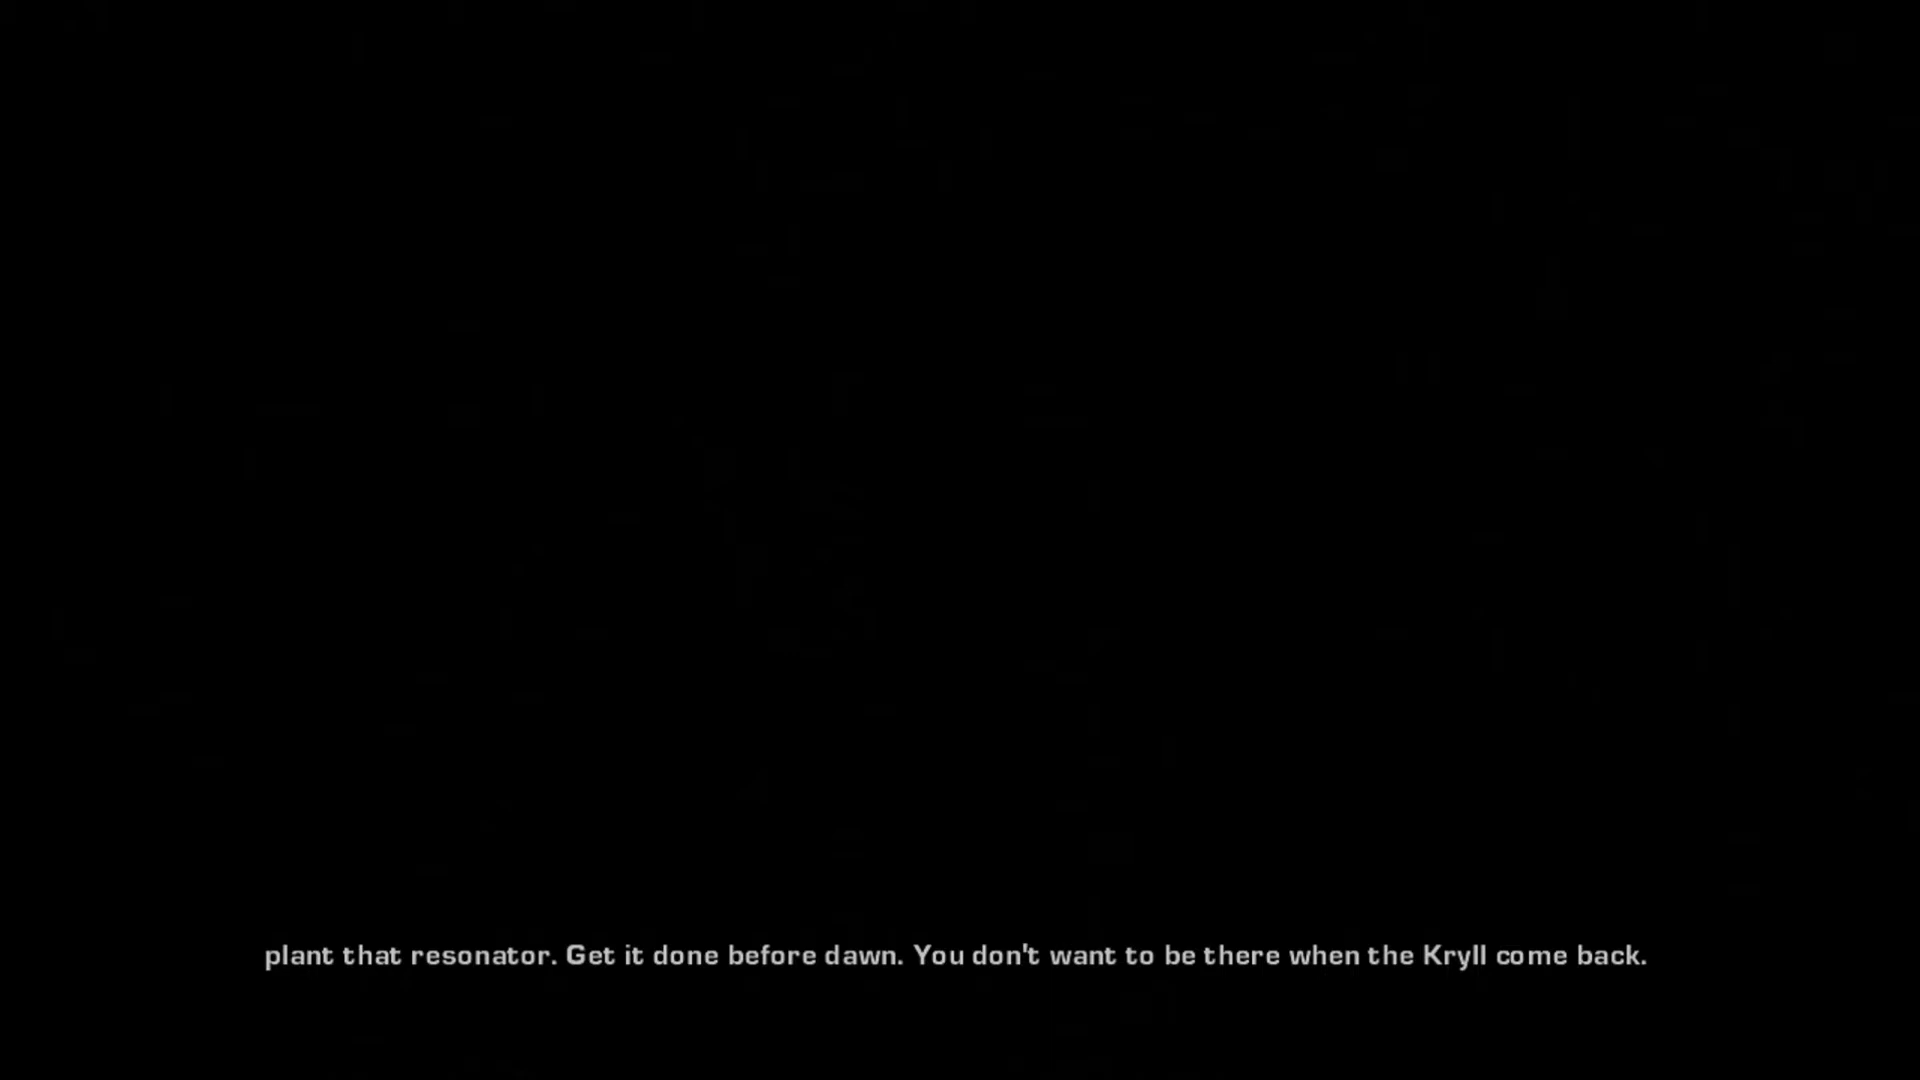 plant that resonator. Get it done before dawn. You don't want to be there when the Kryll come back.